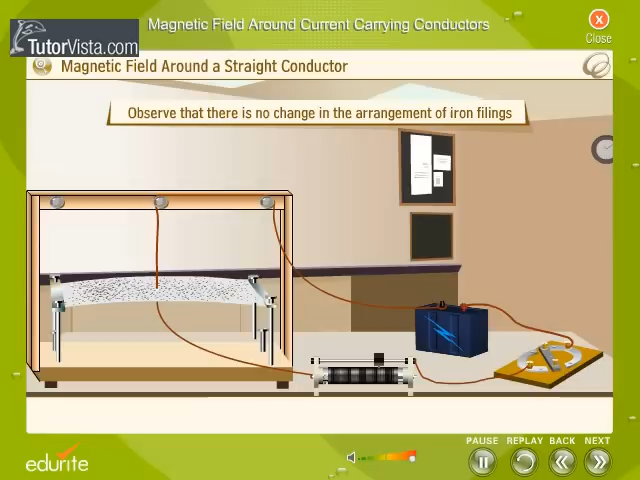 Magnetic Field Around Current Carrying Conductors
TutorVista.com
Close
Magnetic Field Around a Straight Conductor
Observe that there is no change in the arrangement of iron filings
PAUSE REPLAY BACK NEXT
edurite